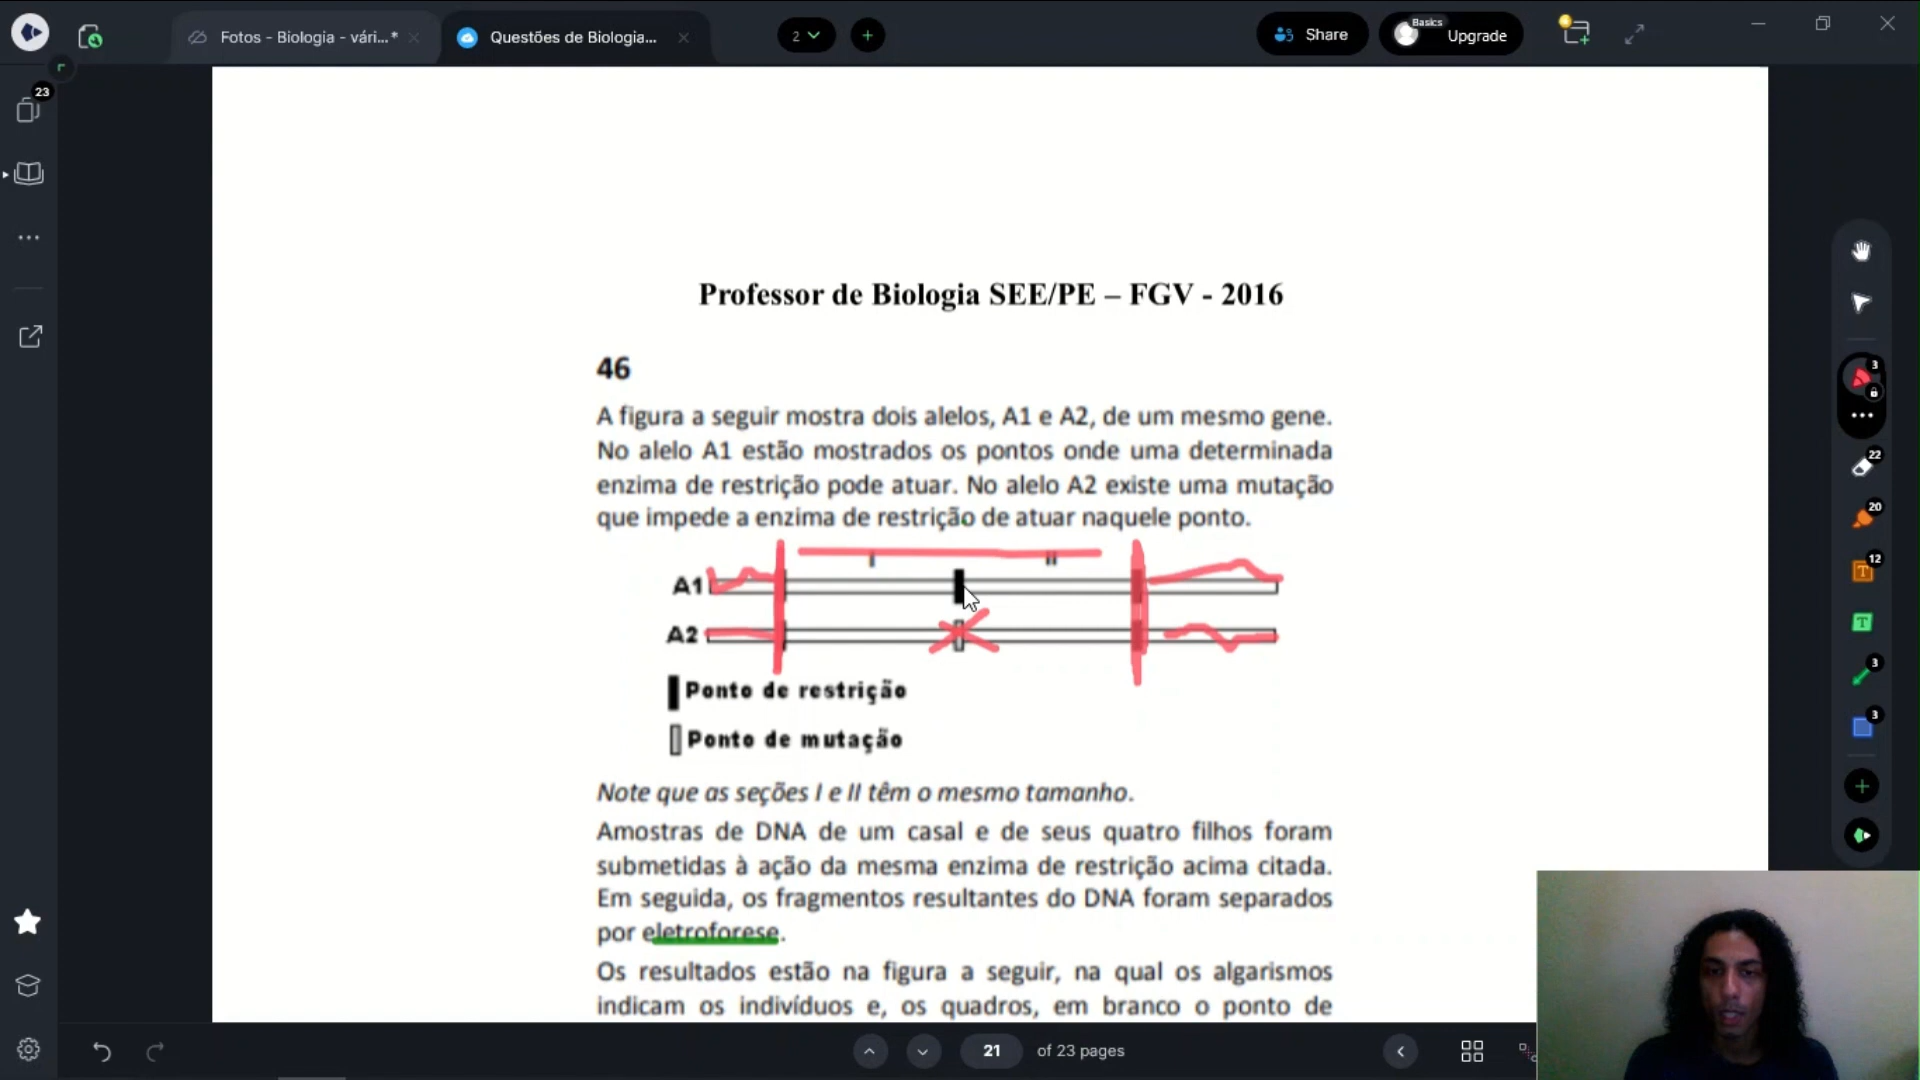 Fotos - Biologia - vári...*
Questões de Biologia...
2
Share
Basics
Upgrade
23
Professor de Biologia SEE/PE – FGV - 2016
46
A figura a seguir mostra dois alelos, A1 e A2, de um mesmo gene.
No alelo A1 estão mostrados os pontos onde uma determinada
enzima de restrição pode atuar. No alelo A2 existe uma mutação
que impede a enzima de restrição de atuar naquele ponto.
I
II
A1
A2
Ponto de restrição
Ponto de mutação
Note que as seções I e II têm o mesmo tamanho.
Amostras de DNA de um casal e de seus quatro filhos foram
submetidas à ação da mesma enzima de restrição acima citada.
Em seguida, os fragmentos resultantes do DNA foram separados
por eletroforese.
Os resultados estão na figura a seguir, na qual os algarismos
indicam os indivíduos e, os quadros, em branco o ponto de
3
22
20
12
T
T
3
3
21
of 23 pages